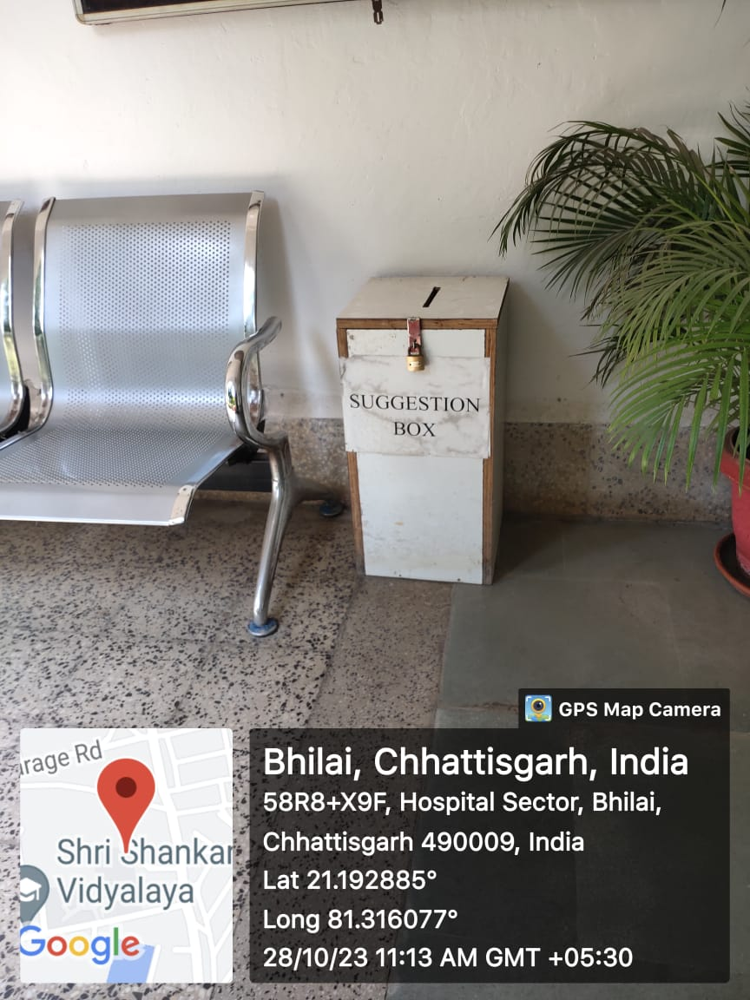 SUGGESTION
BOX
GPS Map Camera
arage Rd
Shri Shankar
Vidyalaya
Google
Bhilai, Chhattisgarh, India
58R8+X9F, Hospital Sector, Bhilai,
Chhattisgarh 490009, India
Lat 21.192885°
Long 81.316077°
28/10/23 11:13 AM GMT +05:30